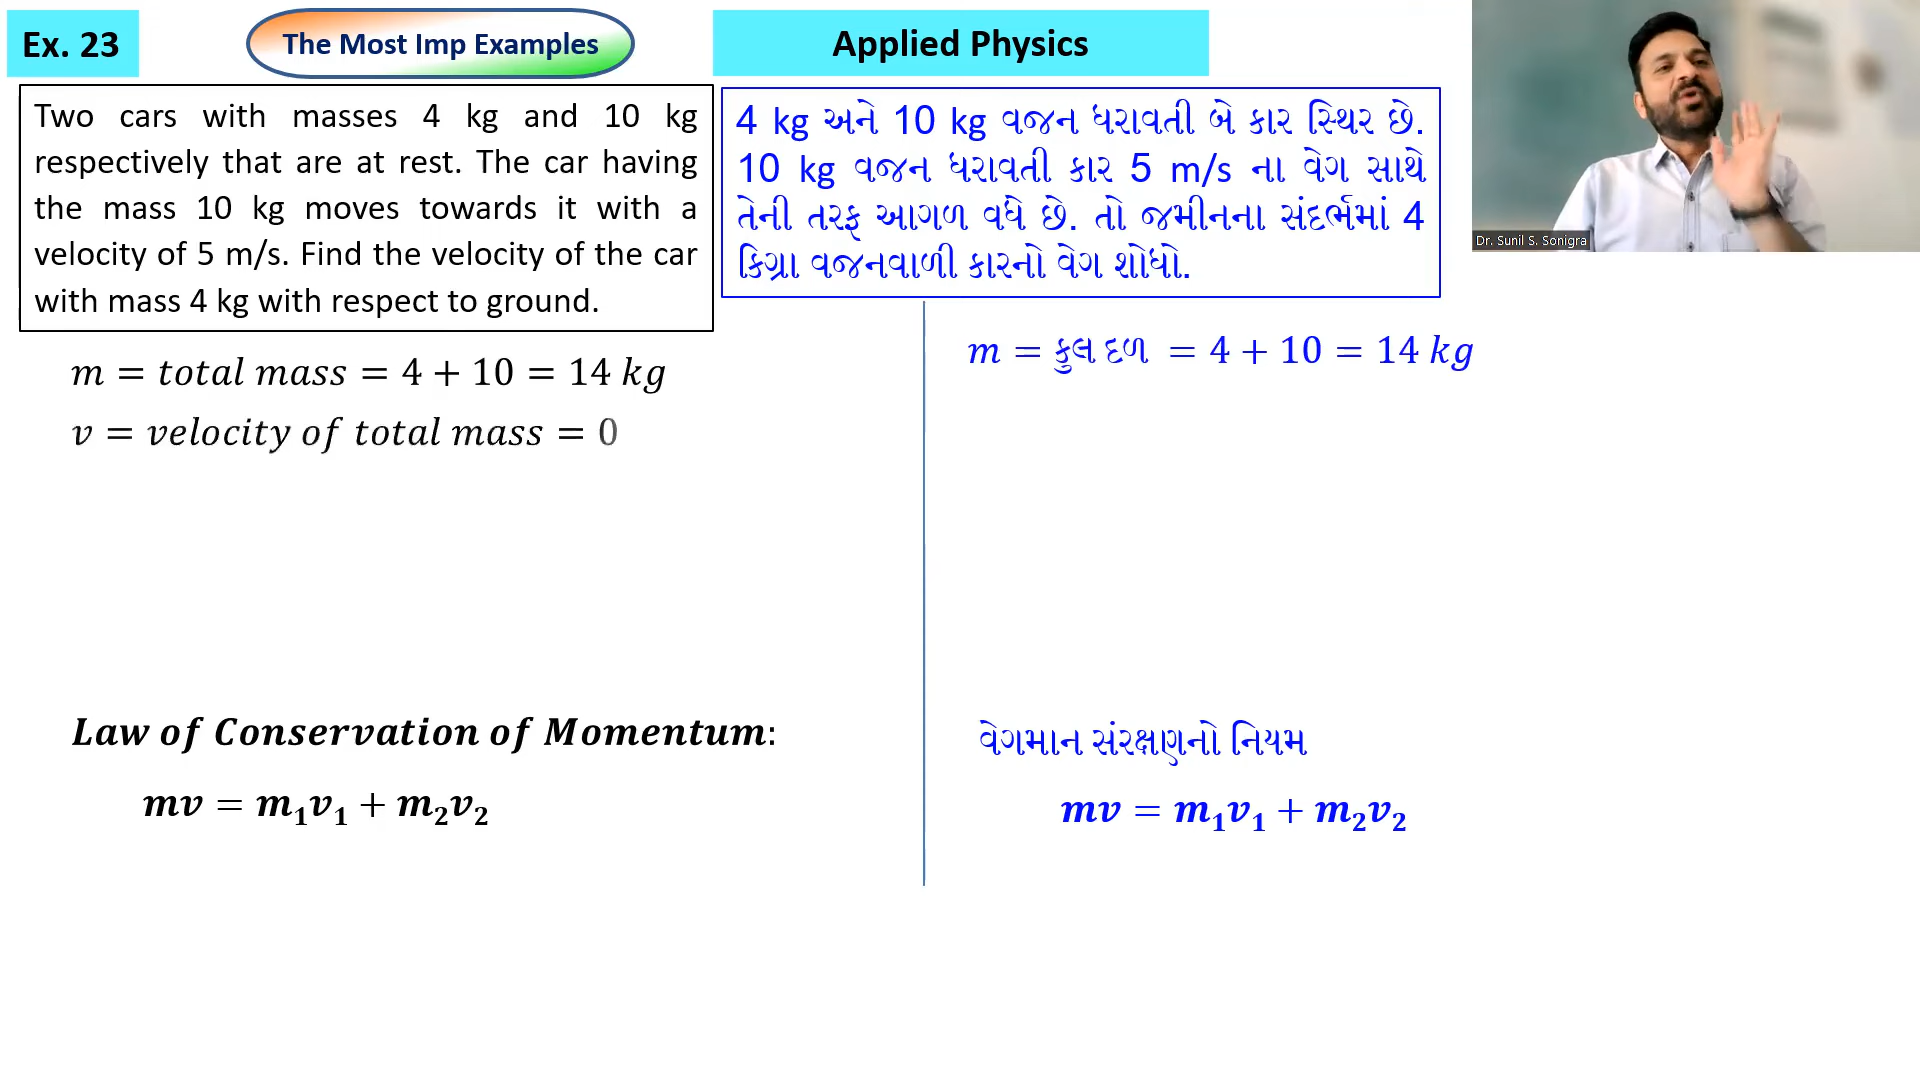 Ex. 23
The Most Imp Examples
Applied Physics
Two cars with masses 4 kg and 10 kg
respectively that are at rest. The car having
the mass 10 kg moves towards it with a
velocity of 5 m/s. Find the velocity of the car
with mass 4 kg with respect to ground.
4 kg અને 10 kg વજન ધરાવતી બે કાર સ્થિર છે.
10 kg વજન ધરાવતી કાર 5 m/s ના વેગ સાથે
તેની તરફ આગળ વધે છે. તો જમીનના સંદર્ભમાં 4
કિગ્રા વજનવાળી કારનો વેગ શોધો.
Dr. Sunil S. Sonigra
m = total mass = 4 + 10 = 14 kg
v = velocity of total mass = 0
Law of Conservation of Momentum:
mv = m₁v₁ + m₂v₂
m = કુલ દળ = 4 + 10 = 14 kg
વેગમાન સંરક્ષણનો નિયમ
mv = m₁v₁ + m₂v₂